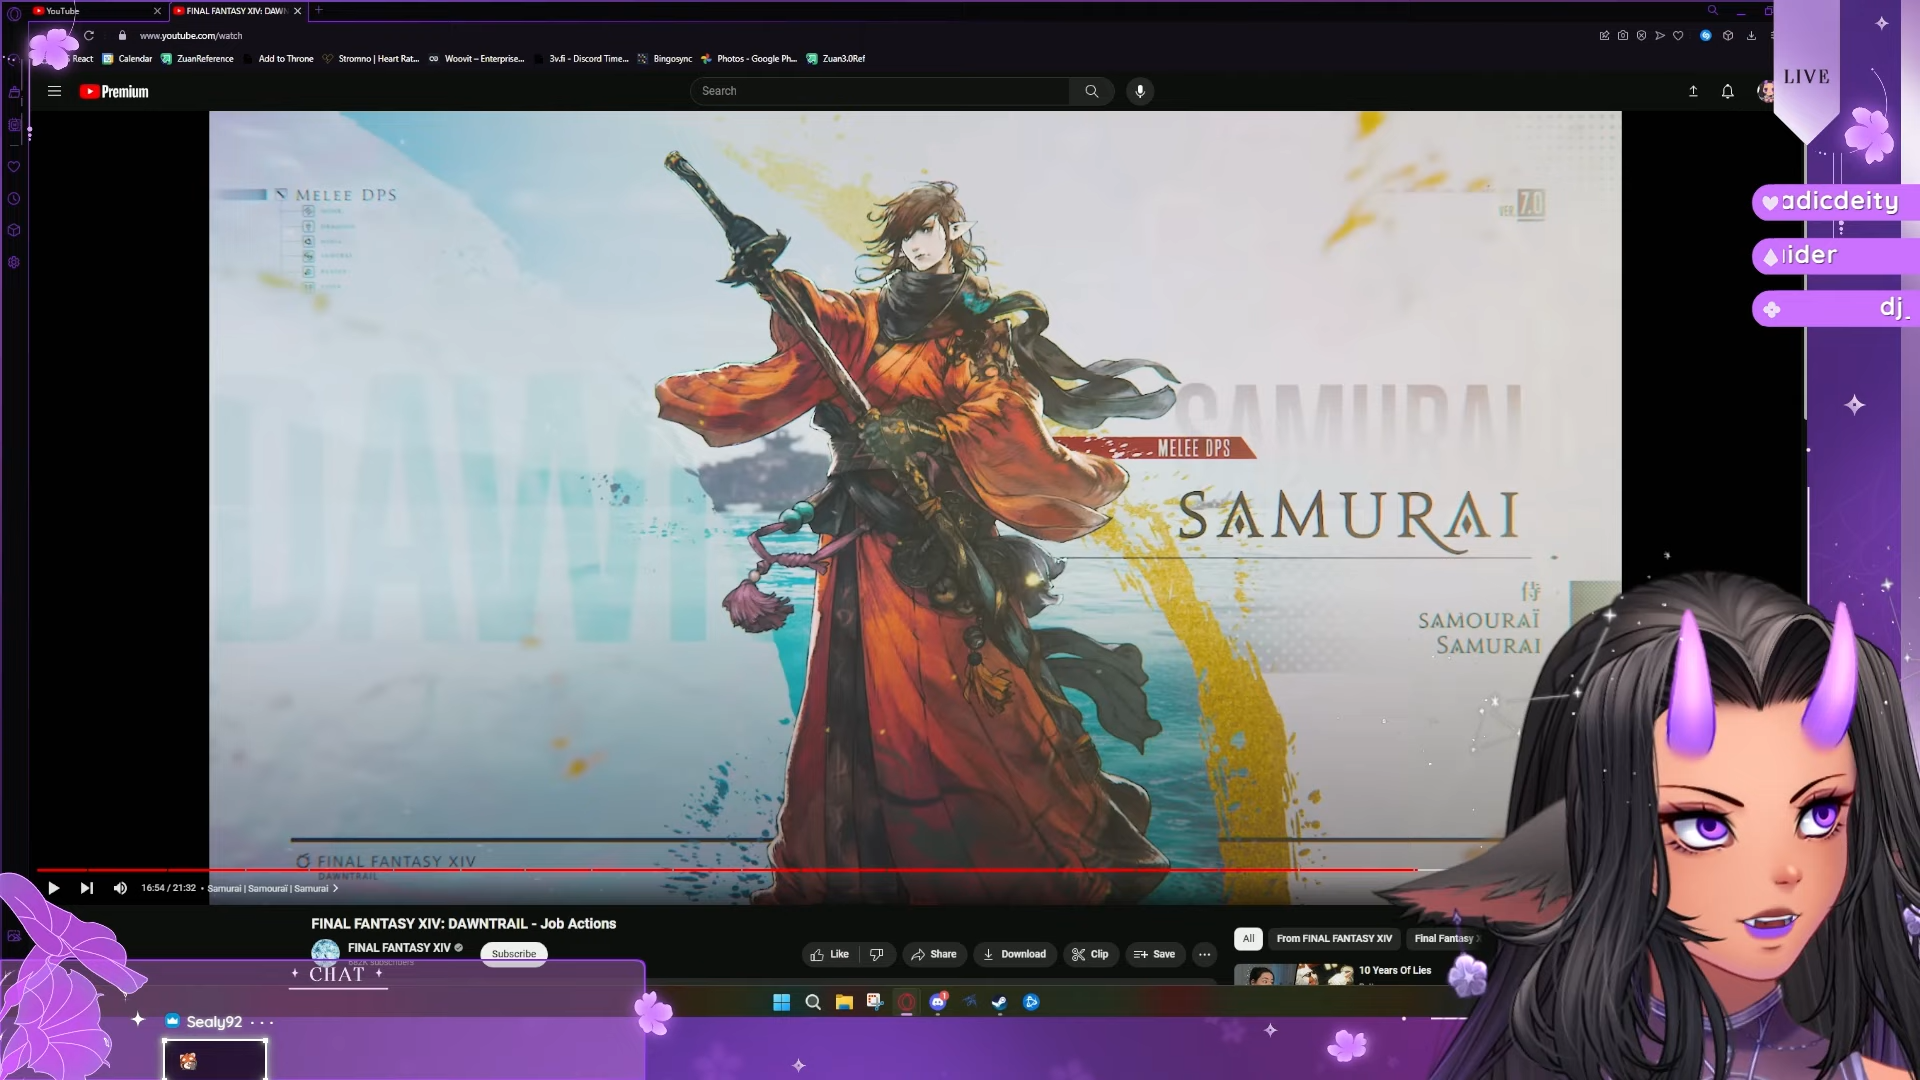 YouTube
FINAL FANTASY XIV: DAWN
www.youtube.com/watch
React
Calendar
ZuanReference
Add to Throne
Stromno | Heart Rat...
Woovit – Enterprise...
3v.fi - Discord Time...
Bingosync
Photos - Google Ph...
Zuan3.0Ref
Premium
Search
LIVE
adicdeity
ider
dj_
MELEE DPS
VER. 7.0
DAWN
SAMURAI
MELEE DPS
SAMURAI
侍
SAMOURAÏ
SAMURAI
FINAL FANTASY XIV
DAWNTRAIL
16:54 / 21:32 • Samurai | Samouraï | Samurai
FINAL FANTASY XIV: DAWNTRAIL - Job Actions
FINAL FANTASY XIV
Subscribe
Like
Share
Download
Clip
Save
All
From FINAL FANTASY XIV
Final Fantasy
10 Years Of Lies
CHAT
Sealy92